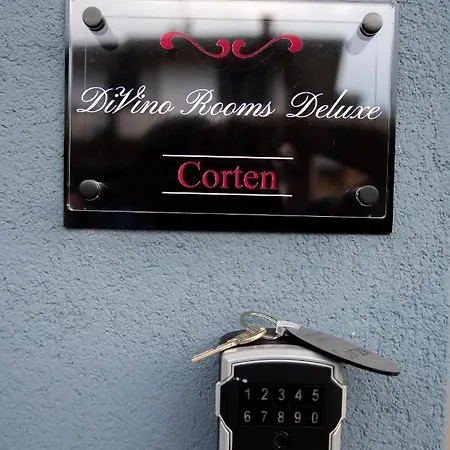 DiVino Rooms Deluxe
Corten
1 2 3 4 5
6 7 8 9 0